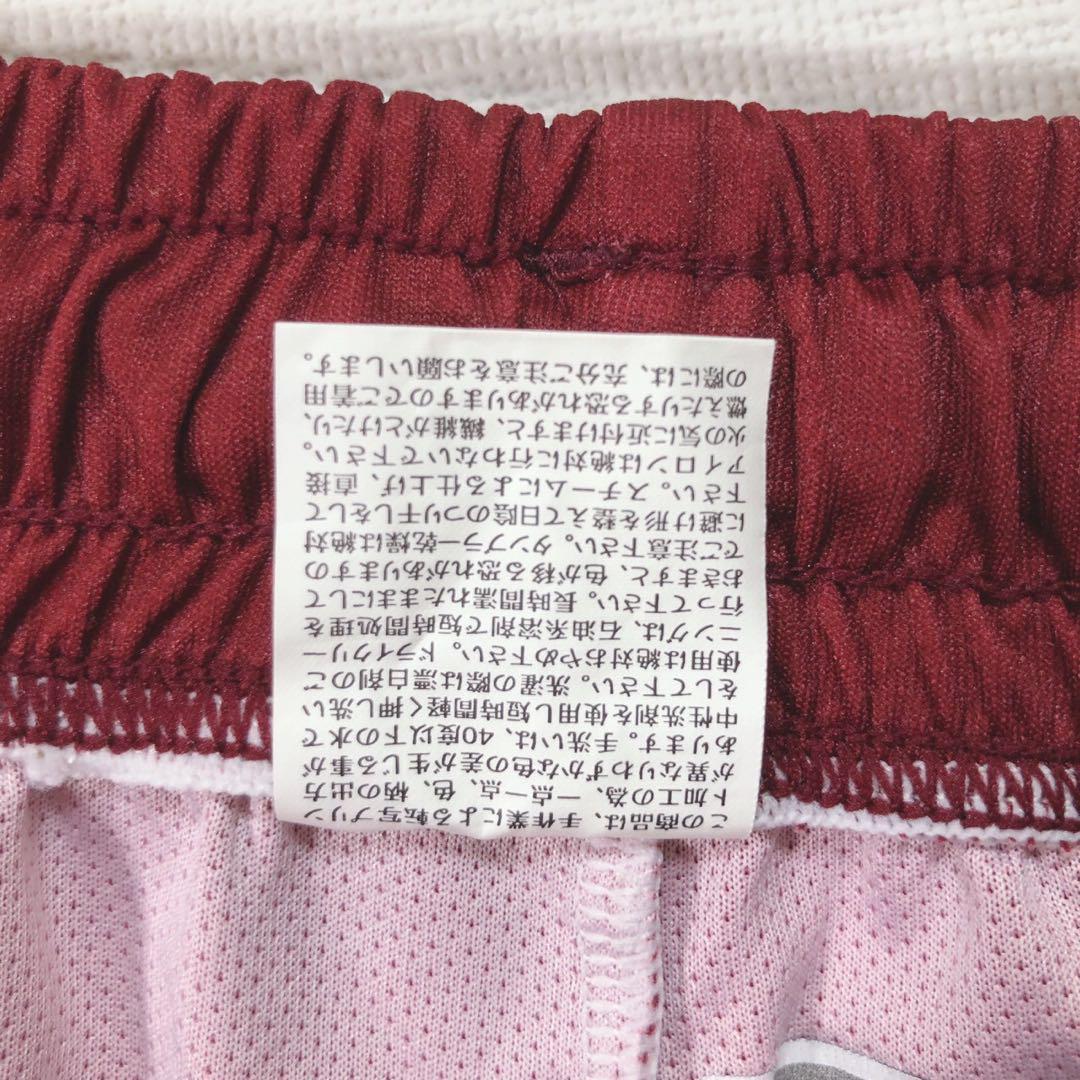 この商品は、手作業による転写プリン
ト加工の為、一点一点、色、柄、の出方
が異なりわずかな色の差が生じる事が
あります。手洗いは、40度以下の水で
中性洗剤を使用し短時間軽く押し洗い
をして下さい。洗濯の際は漂白剤のご
使用は絶対おやめ下さい。ドライクリー
ニングは、石油系溶剤で短時間処理を
行って下さい。長時間濡れたままにして
おきますと、色が移る恐れがありますの
でご注意下さい。タンブラー乾燥は絶対
に避け形を整えて日陰のつり干しをして
下さい。スチームによる仕上げ、直接
アイロンは絶対に行わないで下さい。
火の気に近付けますと、繊維がとけたり、
燃えたりする恐れがありますのでご着用
の際には、充分ご注意をお願いします。